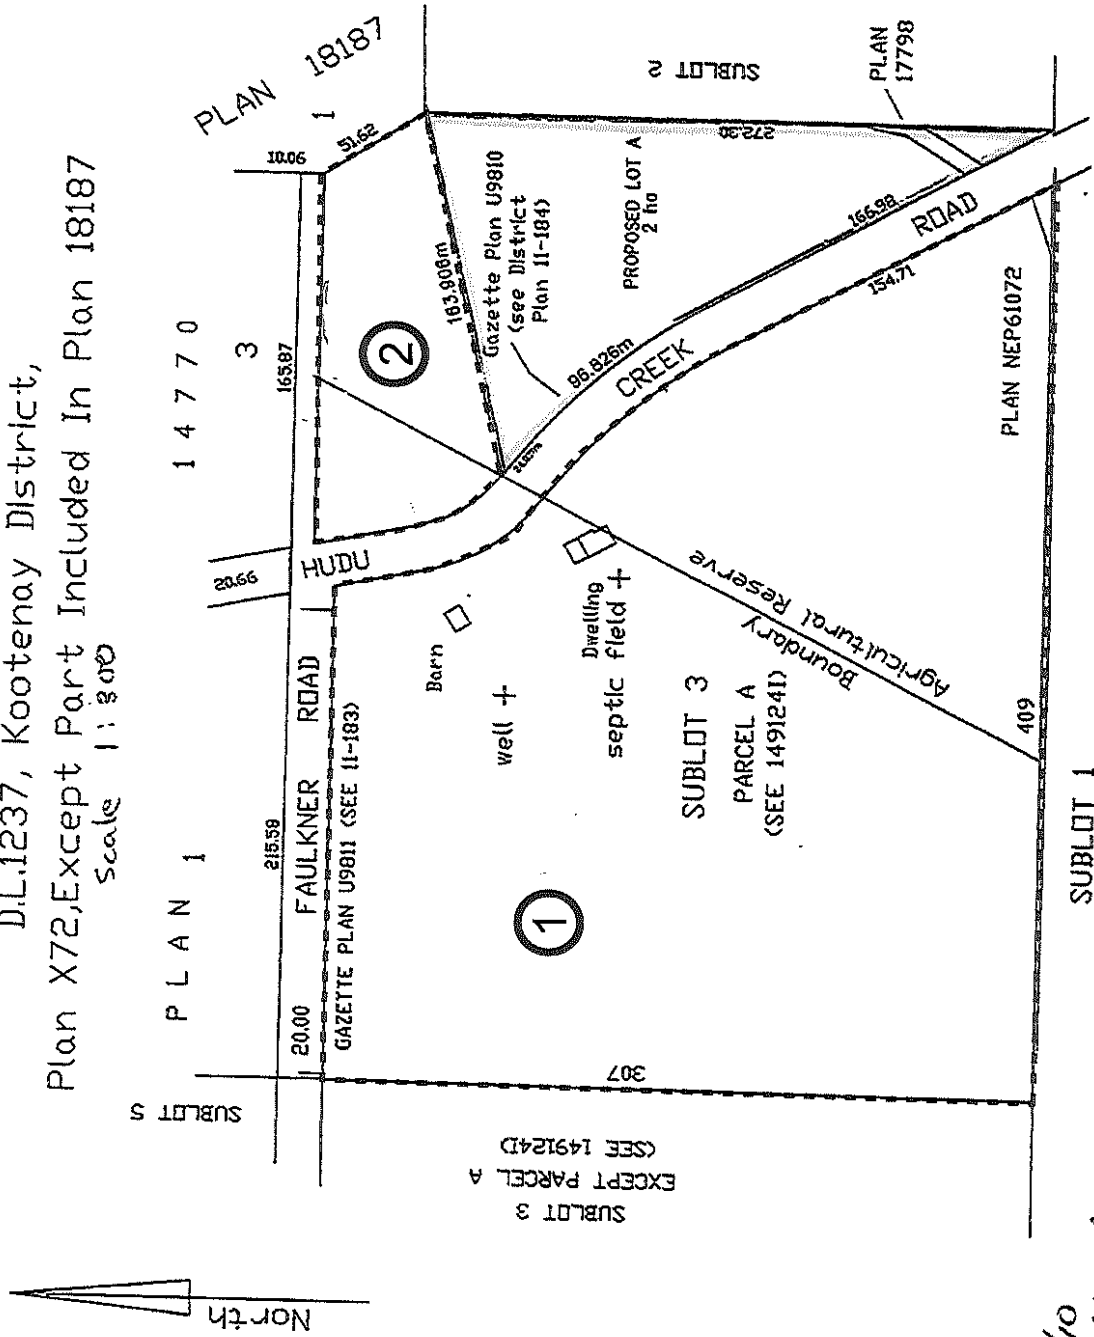 D.L.1237, Kootenay District,
Plan X72,Except Part Included In Plan 18187
Scale 1:300
PLAN 1
14770
3
PLAN 18187
1
SUBLOT 5
215.59
165.87
10.06
51.62
20.00
FAULKNER ROAD
20.66
HUDU
CREEK
ROAD
GAZETTE PLAN U9811 (SEE 11-183)
2
163.906m
Gazette Plan U9810
(see District
Plan 11-184)
96.826m
PROPOSED LOT A
2 ha
272.30
SUBLOT 2
PLAN
17798
166.98
154.71
Barn
well +
Dwelling
septic field +
SUBLOT 3
PARCEL A
(SEE 149124I)
Boundary
Agricultural Reserve
1
307
409
PLAN NEP61072
SUBLOT 1
SUBLOT 3
EXCEPT PARCEL A
(SEE 149124I)
North